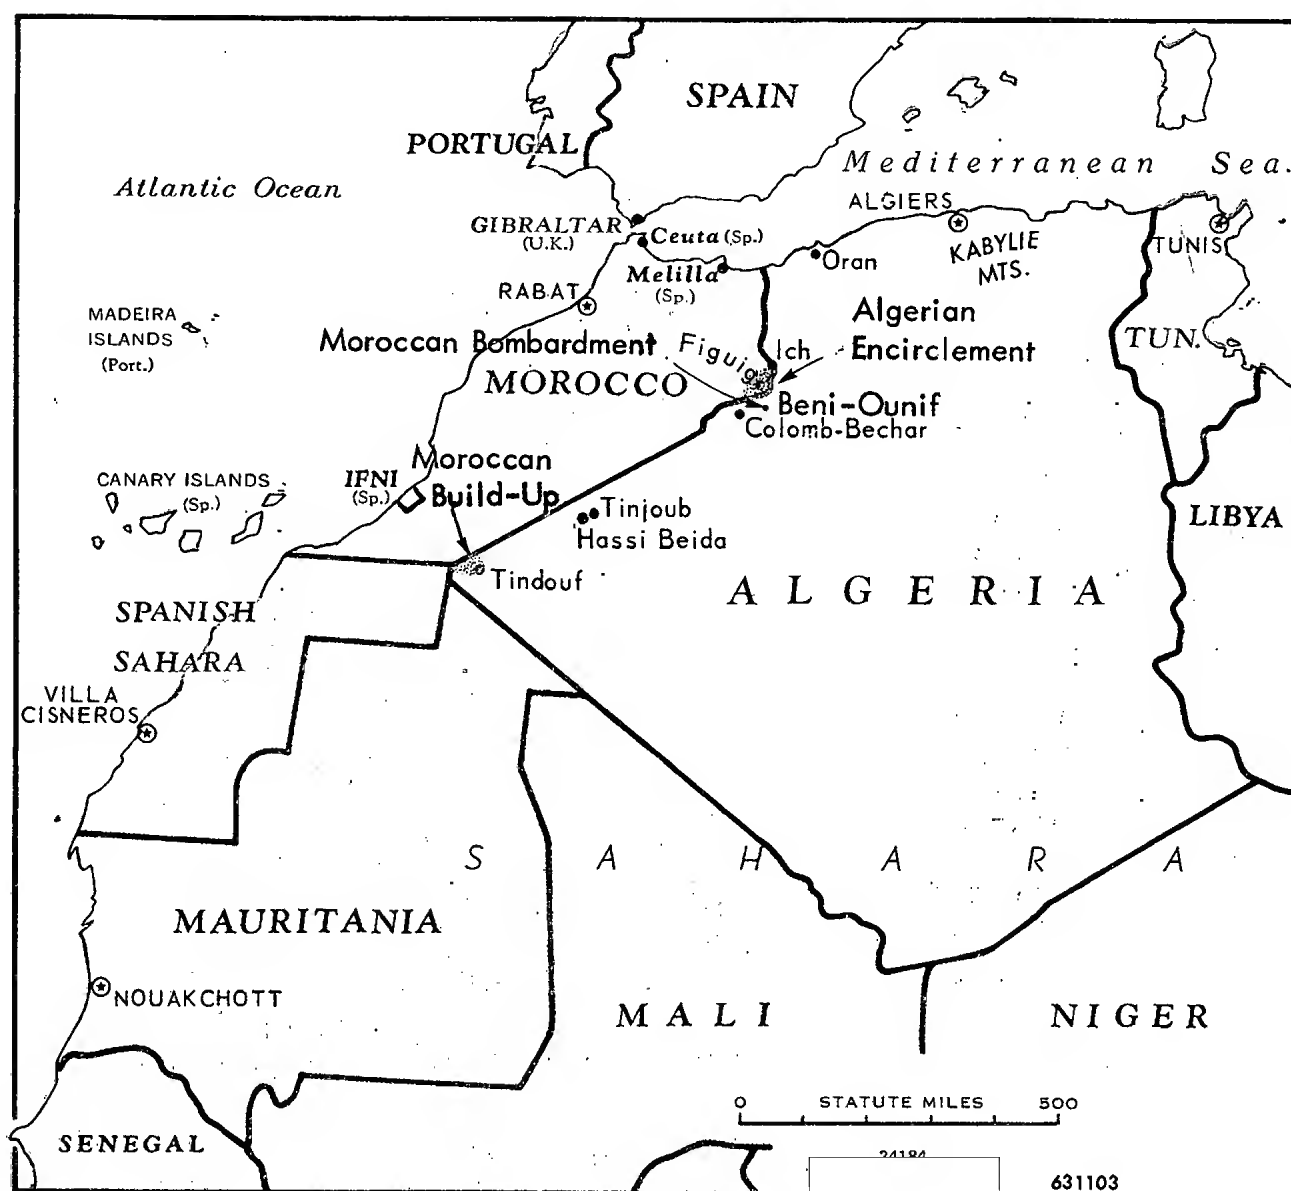 SPAIN
PORTUGAL
Mediterranean Sea.
Atlantic Ocean
ALGIERS
GIBRALTAR
(U.K.)
Ceuta (Sp.)
KABYLIE
MTS.
TUNIS
Oran
Melilla
(Sp.)
RABAT
MADEIRA
ISLANDS
(Port.)
Algerian
Encirclement
Moroccan Bombardment
Figuig
Ich
TUN.
MOROCCO
Beni-Ounif
Colomb-Bechar
Moroccan
Build-Up
IFNI
(Sp.)
CANARY ISLANDS
(Sp.)
Tinjoub
Hassi Beida
LIBYA
Tindouf
ALGERIA
SPANISH
SAHARA
VILLA
CISNEROS
SAHARA
MAURITANIA
NOUAKCHOTT
MALI
NIGER
0 STATUTE MILES 500
SENEGAL
24184
631103